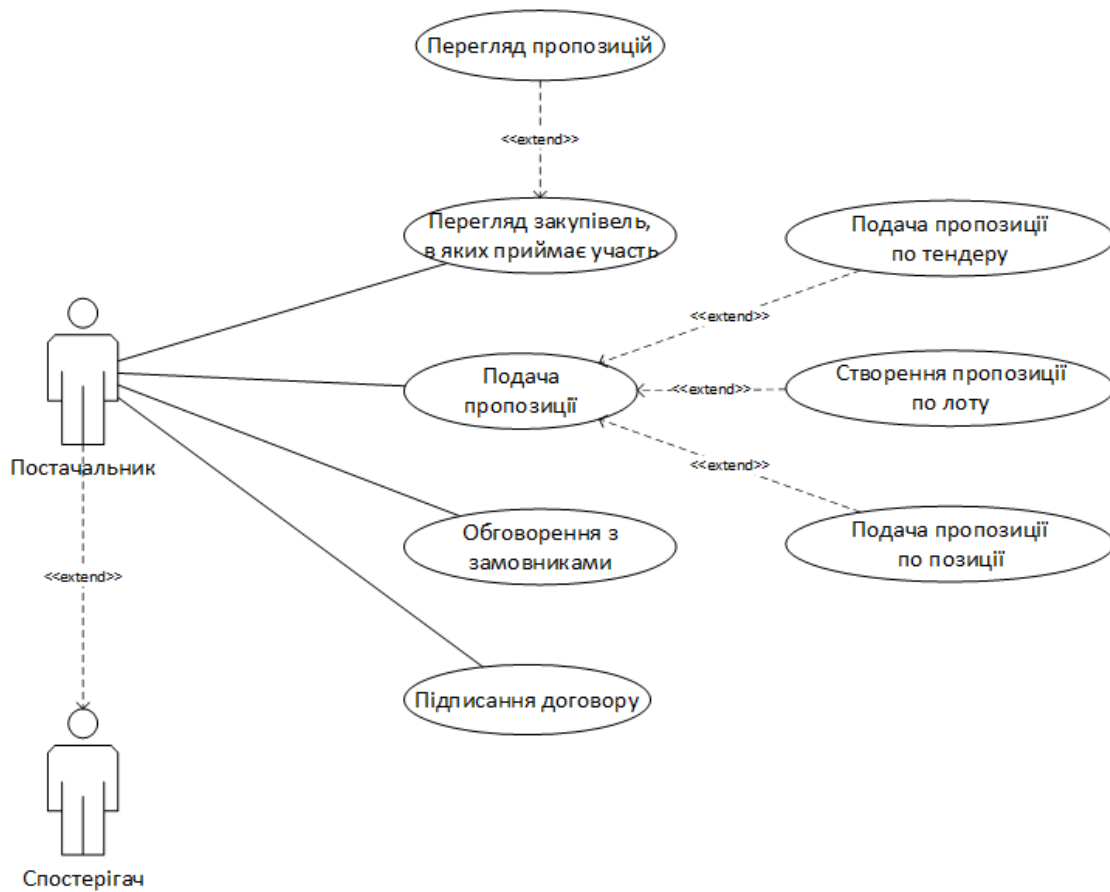 Перегляд пропозицій
<<extend>>
Перегляд закупівель,
в яких приймає участь
Подача пропозиції
по тендеру
<<extend>>
Постачальник
Подача
пропозиції
<<extend>>
Створення пропозиції
по лоту
<<extend>>
Обговорення з
замовниками
Подача пропозиції
по позиції
<<extend>>
Підписання договору
Спостерігач